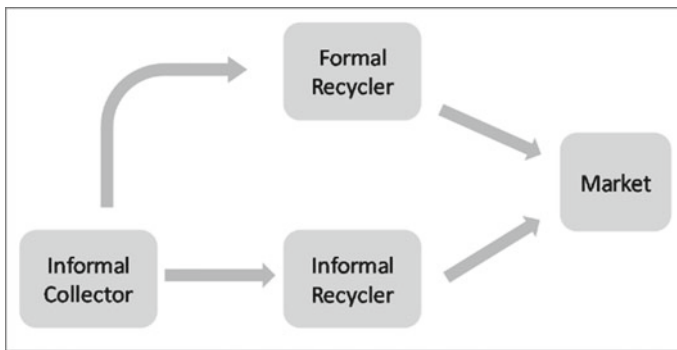 Formal
Recycler
Market
Informal
Collector
Informal
Recycler